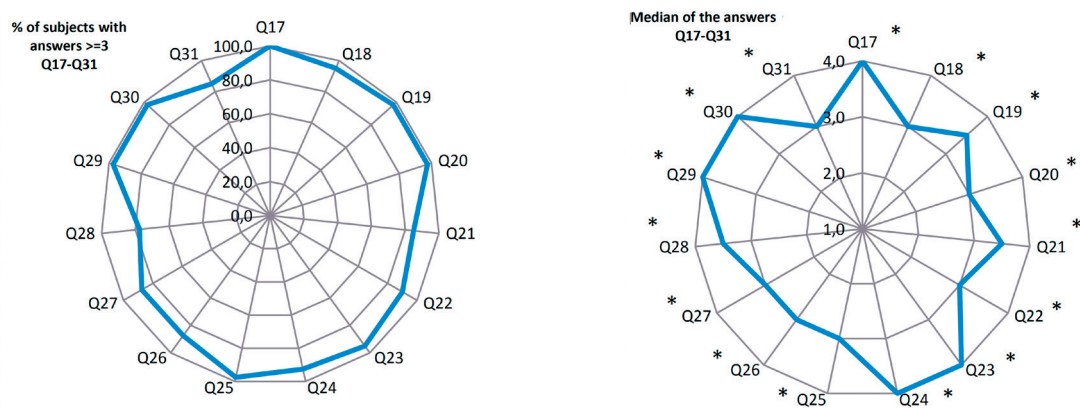 % of subjects with
answers >=3
Q17-Q31
Q17
Q18
Q19
Q20
Q21
Q22
Q23
Q24
Q25
Q26
Q27
Q28
Q29
Q30
Q31
100,0
80,0
60,0
40,0
20,0
0,0
Median of the answers
Q17-Q31
Q17 *
Q18 *
Q19 *
Q20 *
Q21 *
Q22 *
Q23 *
Q24 *
Q25 *
Q26 *
Q27 *
Q28 *
Q29 *
Q30 *
Q31 *
4,0
3,0
2,0
1,0